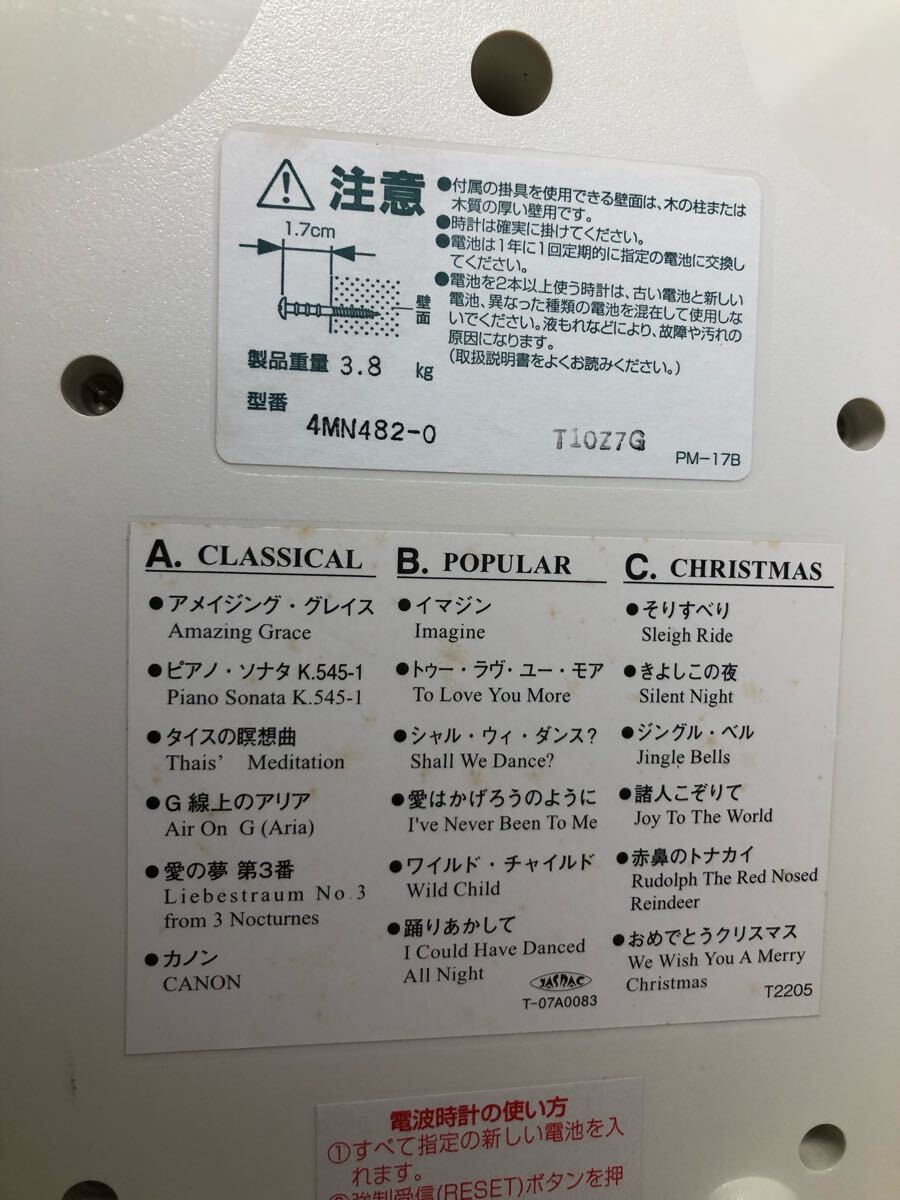 注意
1.7cm
壁面
製品重量 3.8 kg
型番
4MN482-0
●付属の掛具を使用できる壁面は、木の柱または
木質の厚い壁用です。
●時計は確実に掛けてください。
●電池は1年に1回定期的に指定の電池に交換し
てください。
●電池を2本以上使う時計は、古い電池と新しい
電池、異なった種類の電池を混在して使用しな
いでください。液もれなどにより、故障や汚れの
原因になります。
(取扱説明書をよくお読みください。)
T10Z7G
PM-17B
A. CLASSICAL
●アメイジング・グレイス
Amazing Grace
●ピアノ・ソナタ K.545-1
Piano Sonata K.545-1
●タイスの瞑想曲
Thais' Meditation
●G 線上のアリア
Air On G (Aria)
●愛の夢 第3番
Liebestraum No.3
from 3 Nocturnes
●カノン
CANON
B. POPULAR
●イマジン
Imagine
●トゥー・ラヴ・ユー・モア
To Love You More
●シャル・ウィ・ダンス?
Shall We Dance?
●愛はかげろうのように
I've Never Been To Me
●ワイルド・チャイルド
Wild Child
●踊りあかして
I Could Have Danced
All Night
JASRAC
T-07A0083
C. CHRISTMAS
●そりすべり
Sleigh Ride
●きよしこの夜
Silent Night
●ジングル・ベル
Jingle Bells
●諸人こぞりて
Joy To The World
●赤鼻のトナカイ
Rudolph The Red Nosed
Reindeer
●おめでとうクリスマス
We Wish You A Merry
Christmas
T2205
電波時計の使い方
①すべて指定の新しい電池を入
れます。
②強制受信(RESET)ボタンを押